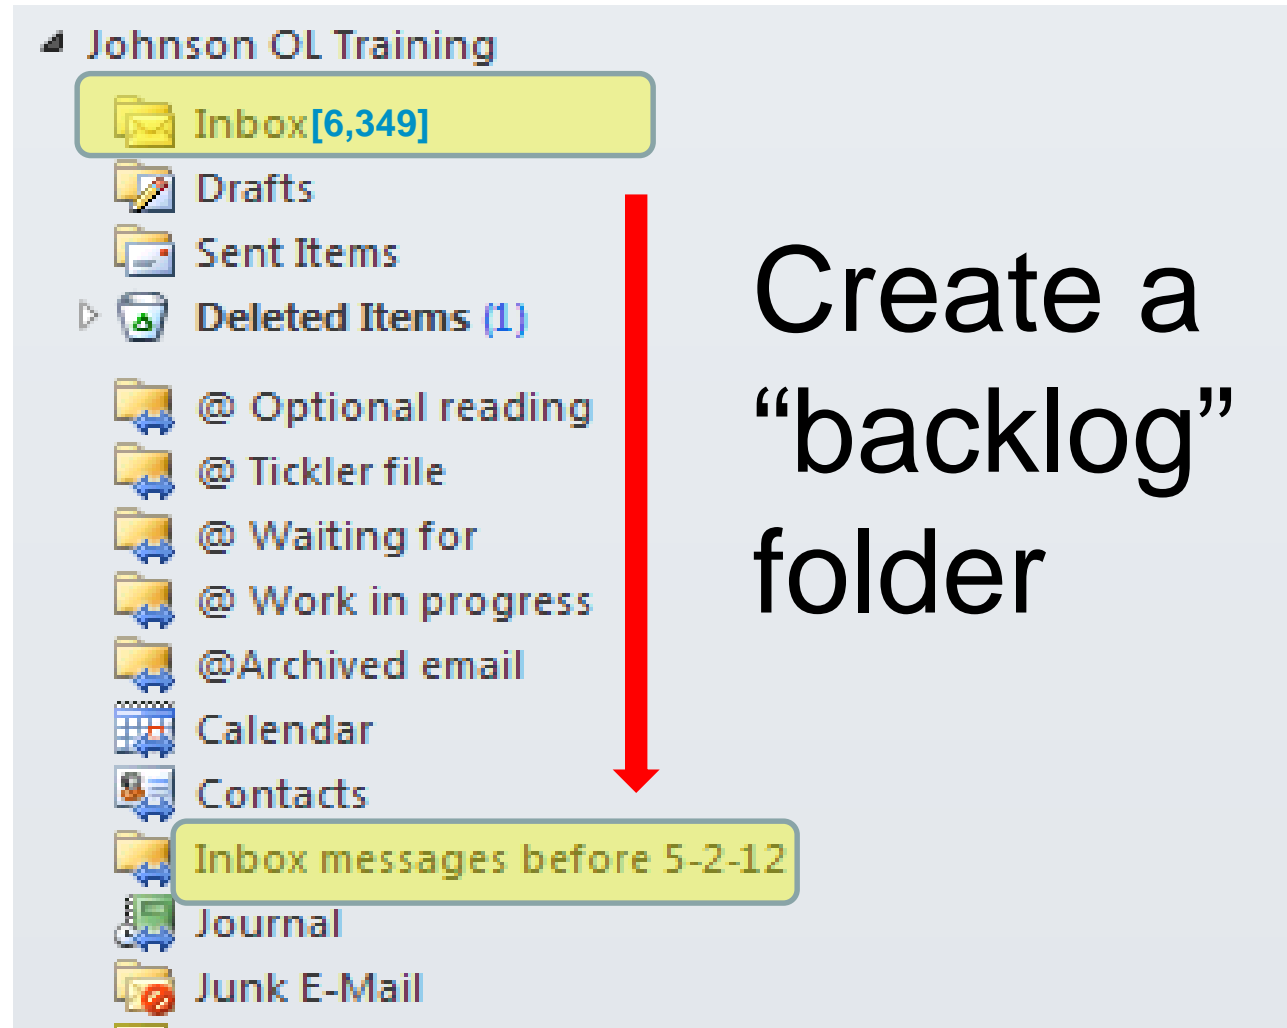 Johnson OL Training
Inbox[6,349]
Drafts
Sent Items
Deleted Items (1)
@ Optional reading
@ Tickler file
@ Waiting for
@ Work in progress
@Archived email
Calendar
Contacts
Inbox messages before 5-2-12
Journal
Junk E-Mail
Create a
“backlog”
folder